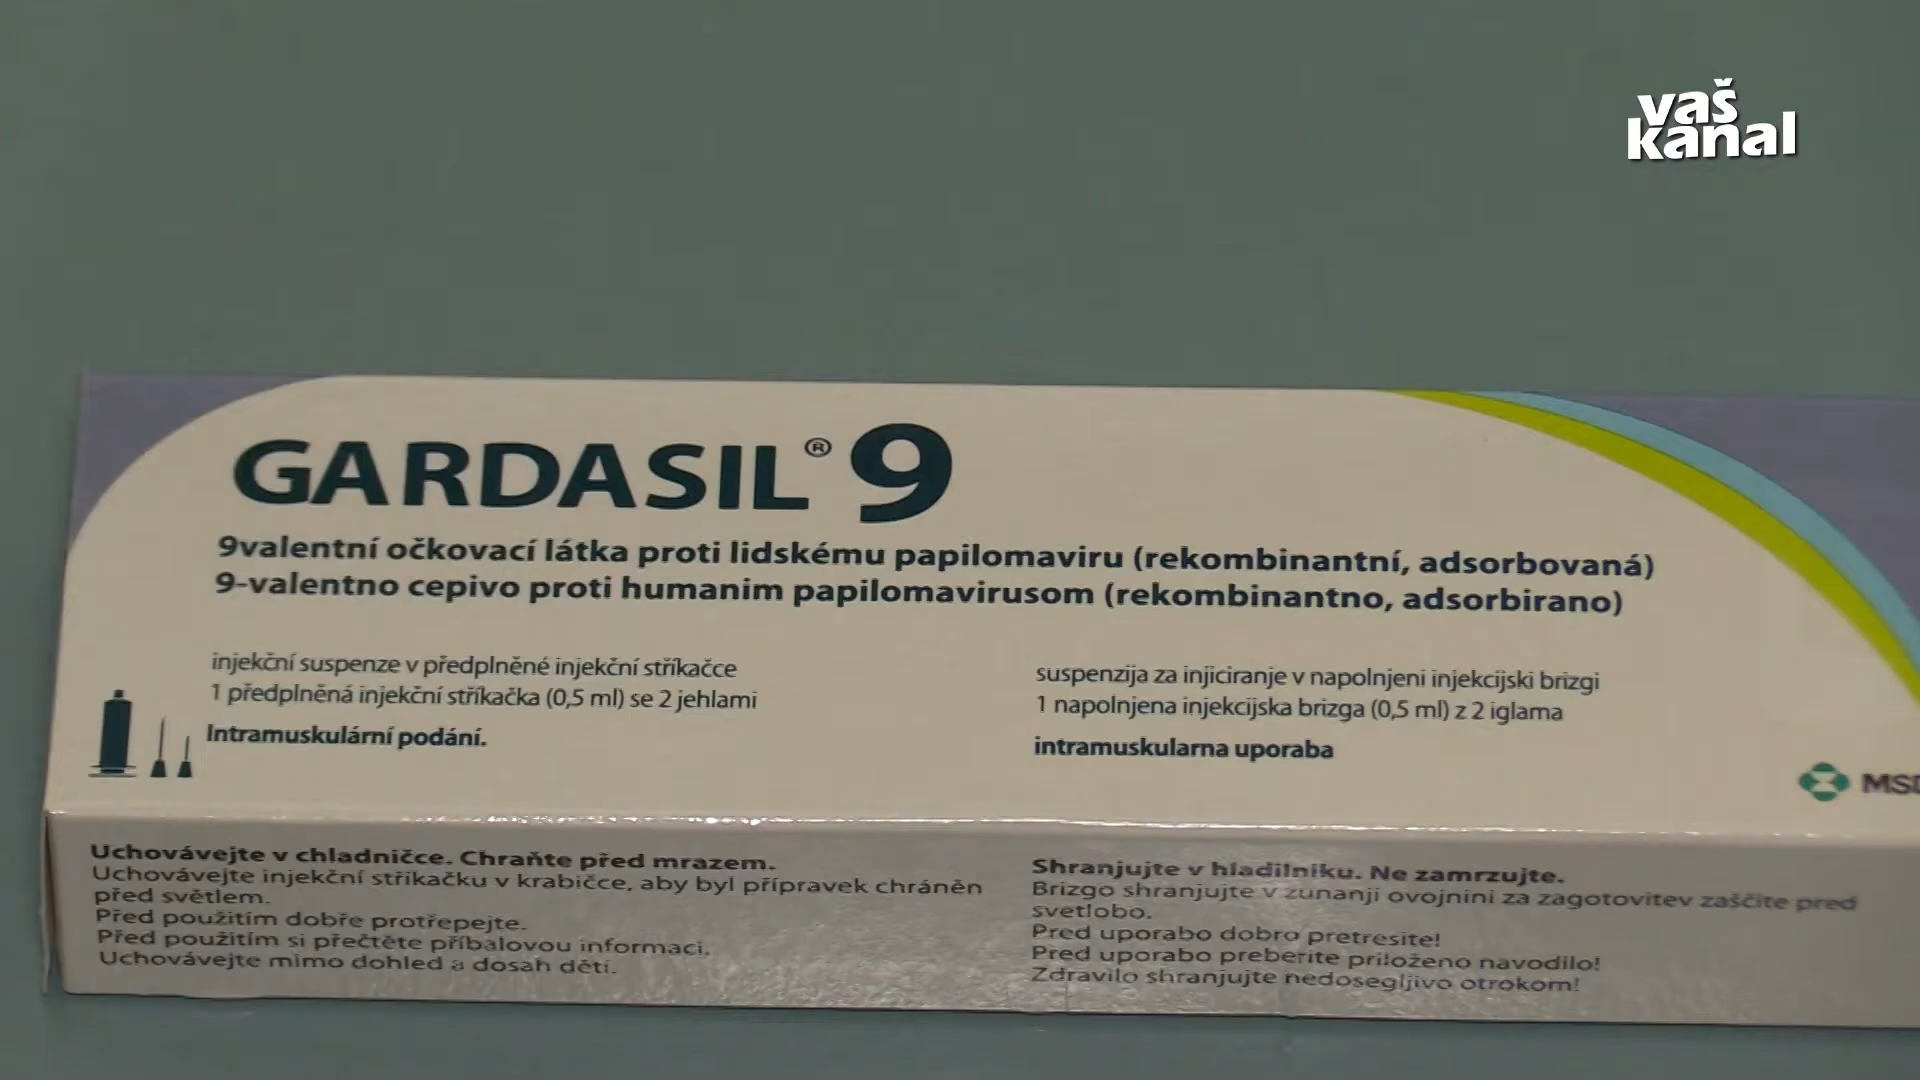 vaš
kanal
GARDASIL® 9
9valentní očkovací látka proti lidskému papilomaviru (rekombinantní, adsorbovaná)
9-valentno cepivo proti humanim papilomavirusom (rekombinantno, adsorbirano)
injekční suspenze v předplněné injekční stříkačce
1 předplněná injekční stříkačka (0,5 ml) se 2 jehlami
Intramuskulární podání.
suspenzija za injiciranje v napolnjeni injekcijski brizgi
1 napolnjena injekcijska brizga (0,5 ml) z 2 iglama
intramuskularna uporaba
MSD
Uchovávejte v chladničce. Chraňte před mrazem.
Uchovávejte injekční stříkačku v krabičce, aby byl přípravek chráněn
před světlem.
Před použitím dobře protřepejte.
Před použitím si přečtěte příbalovou informaci.
Uchovávejte mimo dohled a dosah dětí.
Shranjujte v hladilniku. Ne zamrzujte.
Brizgo shranjujte v zunanji ovojnini za zagotovitev zaščite pred
svetlobo.
Pred uporabo dobro pretresite!
Pred uporabo preberite priloženo navodilo!
Zdravilo shranjujte nedosegljivo otrokom!